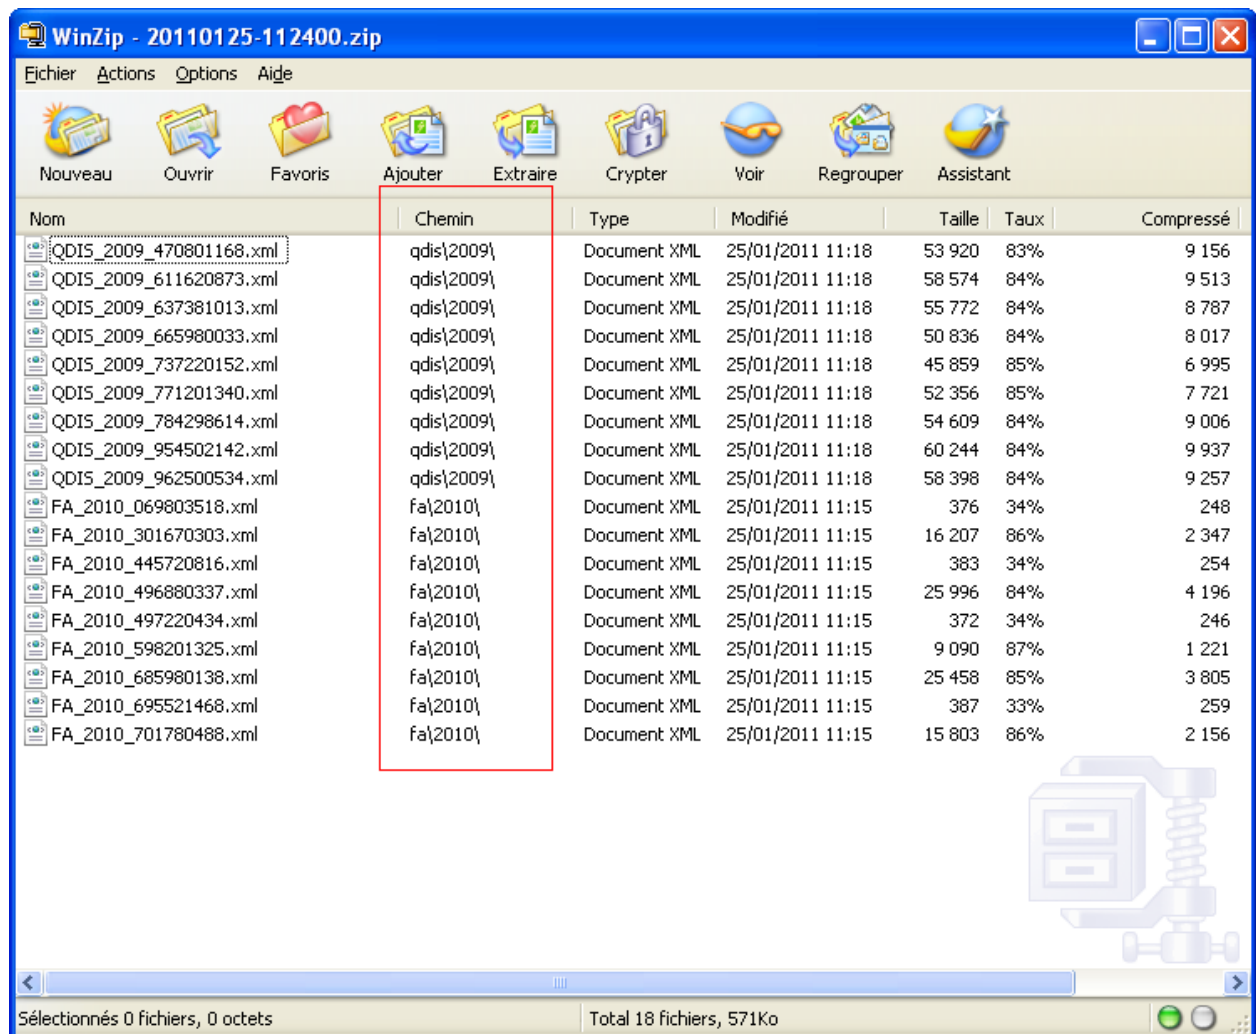 WinZip - 20110125-112400.zip
Fichier Actions Options Aide
Nouveau Ouvrir Favoris Ajouter Extraire Crypter Voir Regrouper Assistant
Nom Chemin Type Modifié Taille Taux Compressé
QDIS_2009_470801168.xml qdis\2009\ Document XML 25/01/2011 11:18 53 920 83% 9 156
QDIS_2009_611620873.xml qdis\2009\ Document XML 25/01/2011 11:18 58 574 84% 9 513
QDIS_2009_637381013.xml qdis\2009\ Document XML 25/01/2011 11:18 55 772 84% 8 787
QDIS_2009_665980033.xml qdis\2009\ Document XML 25/01/2011 11:18 50 836 84% 8 017
QDIS_2009_737220152.xml qdis\2009\ Document XML 25/01/2011 11:18 45 859 85% 6 995
QDIS_2009_771201340.xml qdis\2009\ Document XML 25/01/2011 11:18 52 356 85% 7 721
QDIS_2009_784298614.xml qdis\2009\ Document XML 25/01/2011 11:18 54 609 84% 9 006
QDIS_2009_954502142.xml qdis\2009\ Document XML 25/01/2011 11:18 60 244 84% 9 937
QDIS_2009_962500534.xml qdis\2009\ Document XML 25/01/2011 11:18 58 398 84% 9 257
FA_2010_069803518.xml fa\2010\ Document XML 25/01/2011 11:15 376 34% 248
FA_2010_301670303.xml fa\2010\ Document XML 25/01/2011 11:15 16 207 86% 2 347
FA_2010_445720816.xml fa\2010\ Document XML 25/01/2011 11:15 383 34% 254
FA_2010_496880337.xml fa\2010\ Document XML 25/01/2011 11:15 25 996 84% 4 196
FA_2010_497220434.xml fa\2010\ Document XML 25/01/2011 11:15 372 34% 246
FA_2010_598201325.xml fa\2010\ Document XML 25/01/2011 11:15 9 090 87% 1 221
FA_2010_685980138.xml fa\2010\ Document XML 25/01/2011 11:15 25 458 85% 3 805
FA_2010_695521468.xml fa\2010\ Document XML 25/01/2011 11:15 387 33% 259
FA_2010_701780488.xml fa\2010\ Document XML 25/01/2011 11:15 15 803 86% 2 156
Sélectionnés 0 fichiers, 0 octets Total 18 fichiers, 571Ko